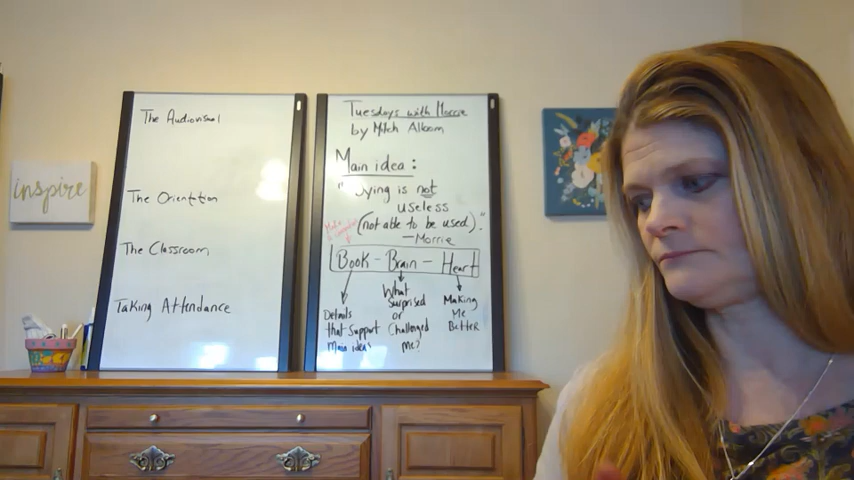 inspire
The Audiovisual
The Orientation
The Classroom
Taking Attendance
Tuesdays with Morrie
by Mitch Albom
Main idea:
"Dying is not
useless
(not able to be used)."
—Morrie
Book - Brain - Heart
Details
that support
Main idea
What
Surprised
or
Challenged
me?
Making
Me
Better